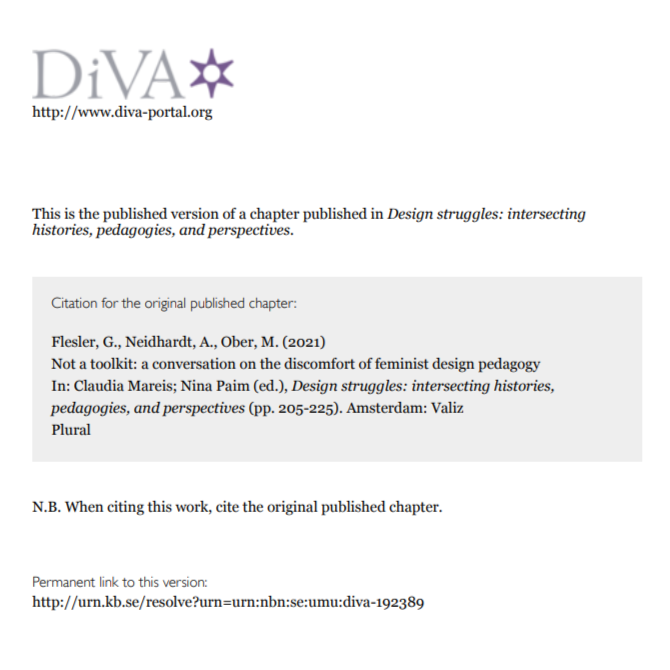 DiVA
http://www.diva-portal.org
This is the published version of a chapter published in Design struggles: intersecting
histories, pedagogies, and perspectives.
Citation for the original published chapter:
Flesler, G., Neidhardt, A., Ober, M. (2021)
Not a toolkit: a conversation on the discomfort of feminist design pedagogy
In: Claudia Mareis; Nina Paim (ed.), Design struggles: intersecting histories,
pedagogies, and perspectives (pp. 205-225). Amsterdam: Valiz
Plural
N.B. When citing this work, cite the original published chapter.
Permanent link to this version:
http://urn.kb.se/resolve?urn=urn:nbn:se:umu:diva-192389